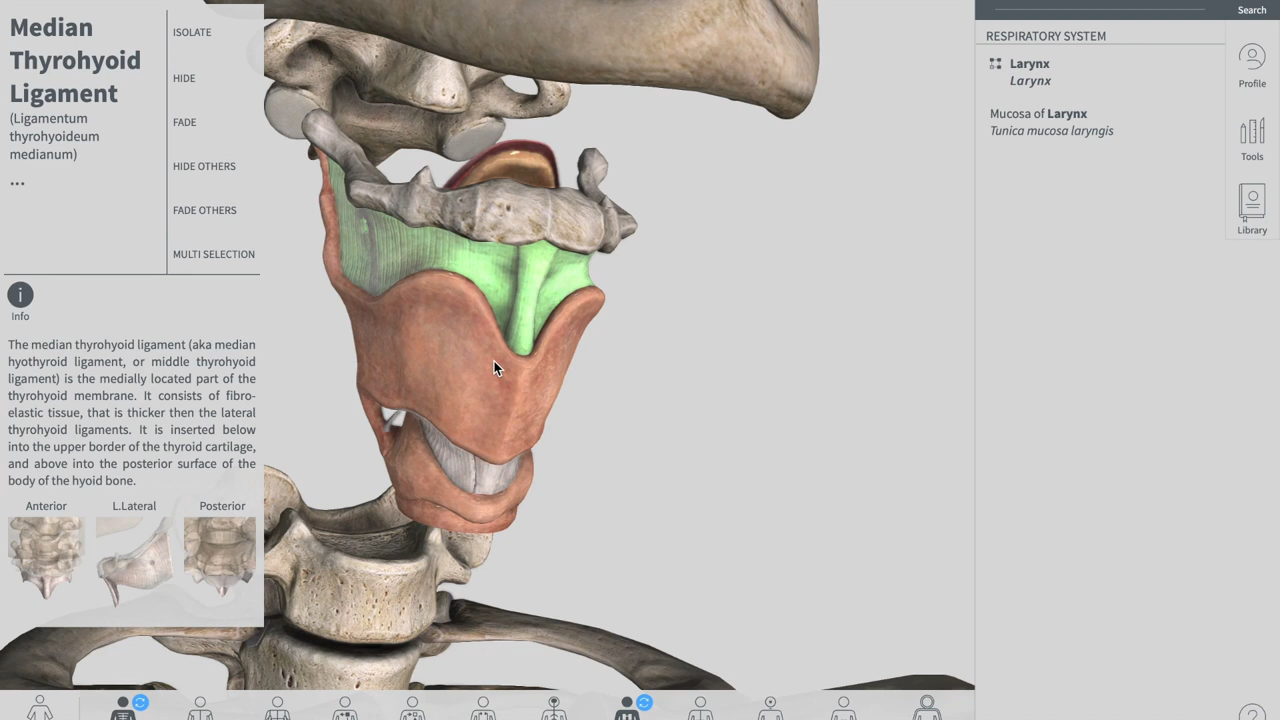 Median
Thyrohyoid
Ligament
(Ligamentum
thyrohyoideum
medianum)
...
ISOLATE
HIDE
FADE
HIDE OTHERS
FADE OTHERS
MULTI SELECTION
i
Info
The median thyrohyoid ligament (aka median
hyothyroid ligament, or middle thyrohyoid
ligament) is the medially located part of the
thyrohyoid membrane. It consists of fibro-
elastic tissue, that is thicker then the lateral
thyrohyoid ligaments. It is inserted below
into the upper border of the thyroid cartilage,
and above into the posterior surface of the
body of the hyoid bone.
Anterior
L.Lateral
Posterior
Search
RESPIRATORY SYSTEM
Larynx
Larynx
Mucosa of Larynx
Tunica mucosa laryngis
Profile
Tools
Library